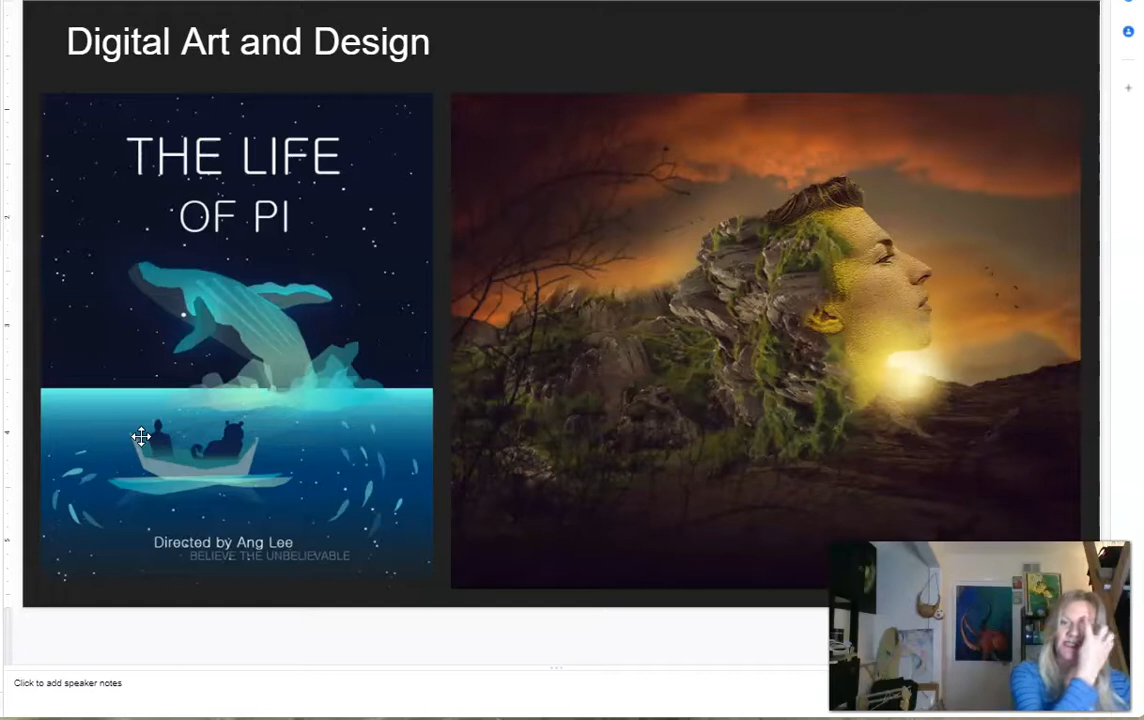 Digital Art and Design
THE LIFE
OF PI
Directed by Ang Lee
BELIEVE THE UNBELIEVABLE
Click to add speaker notes